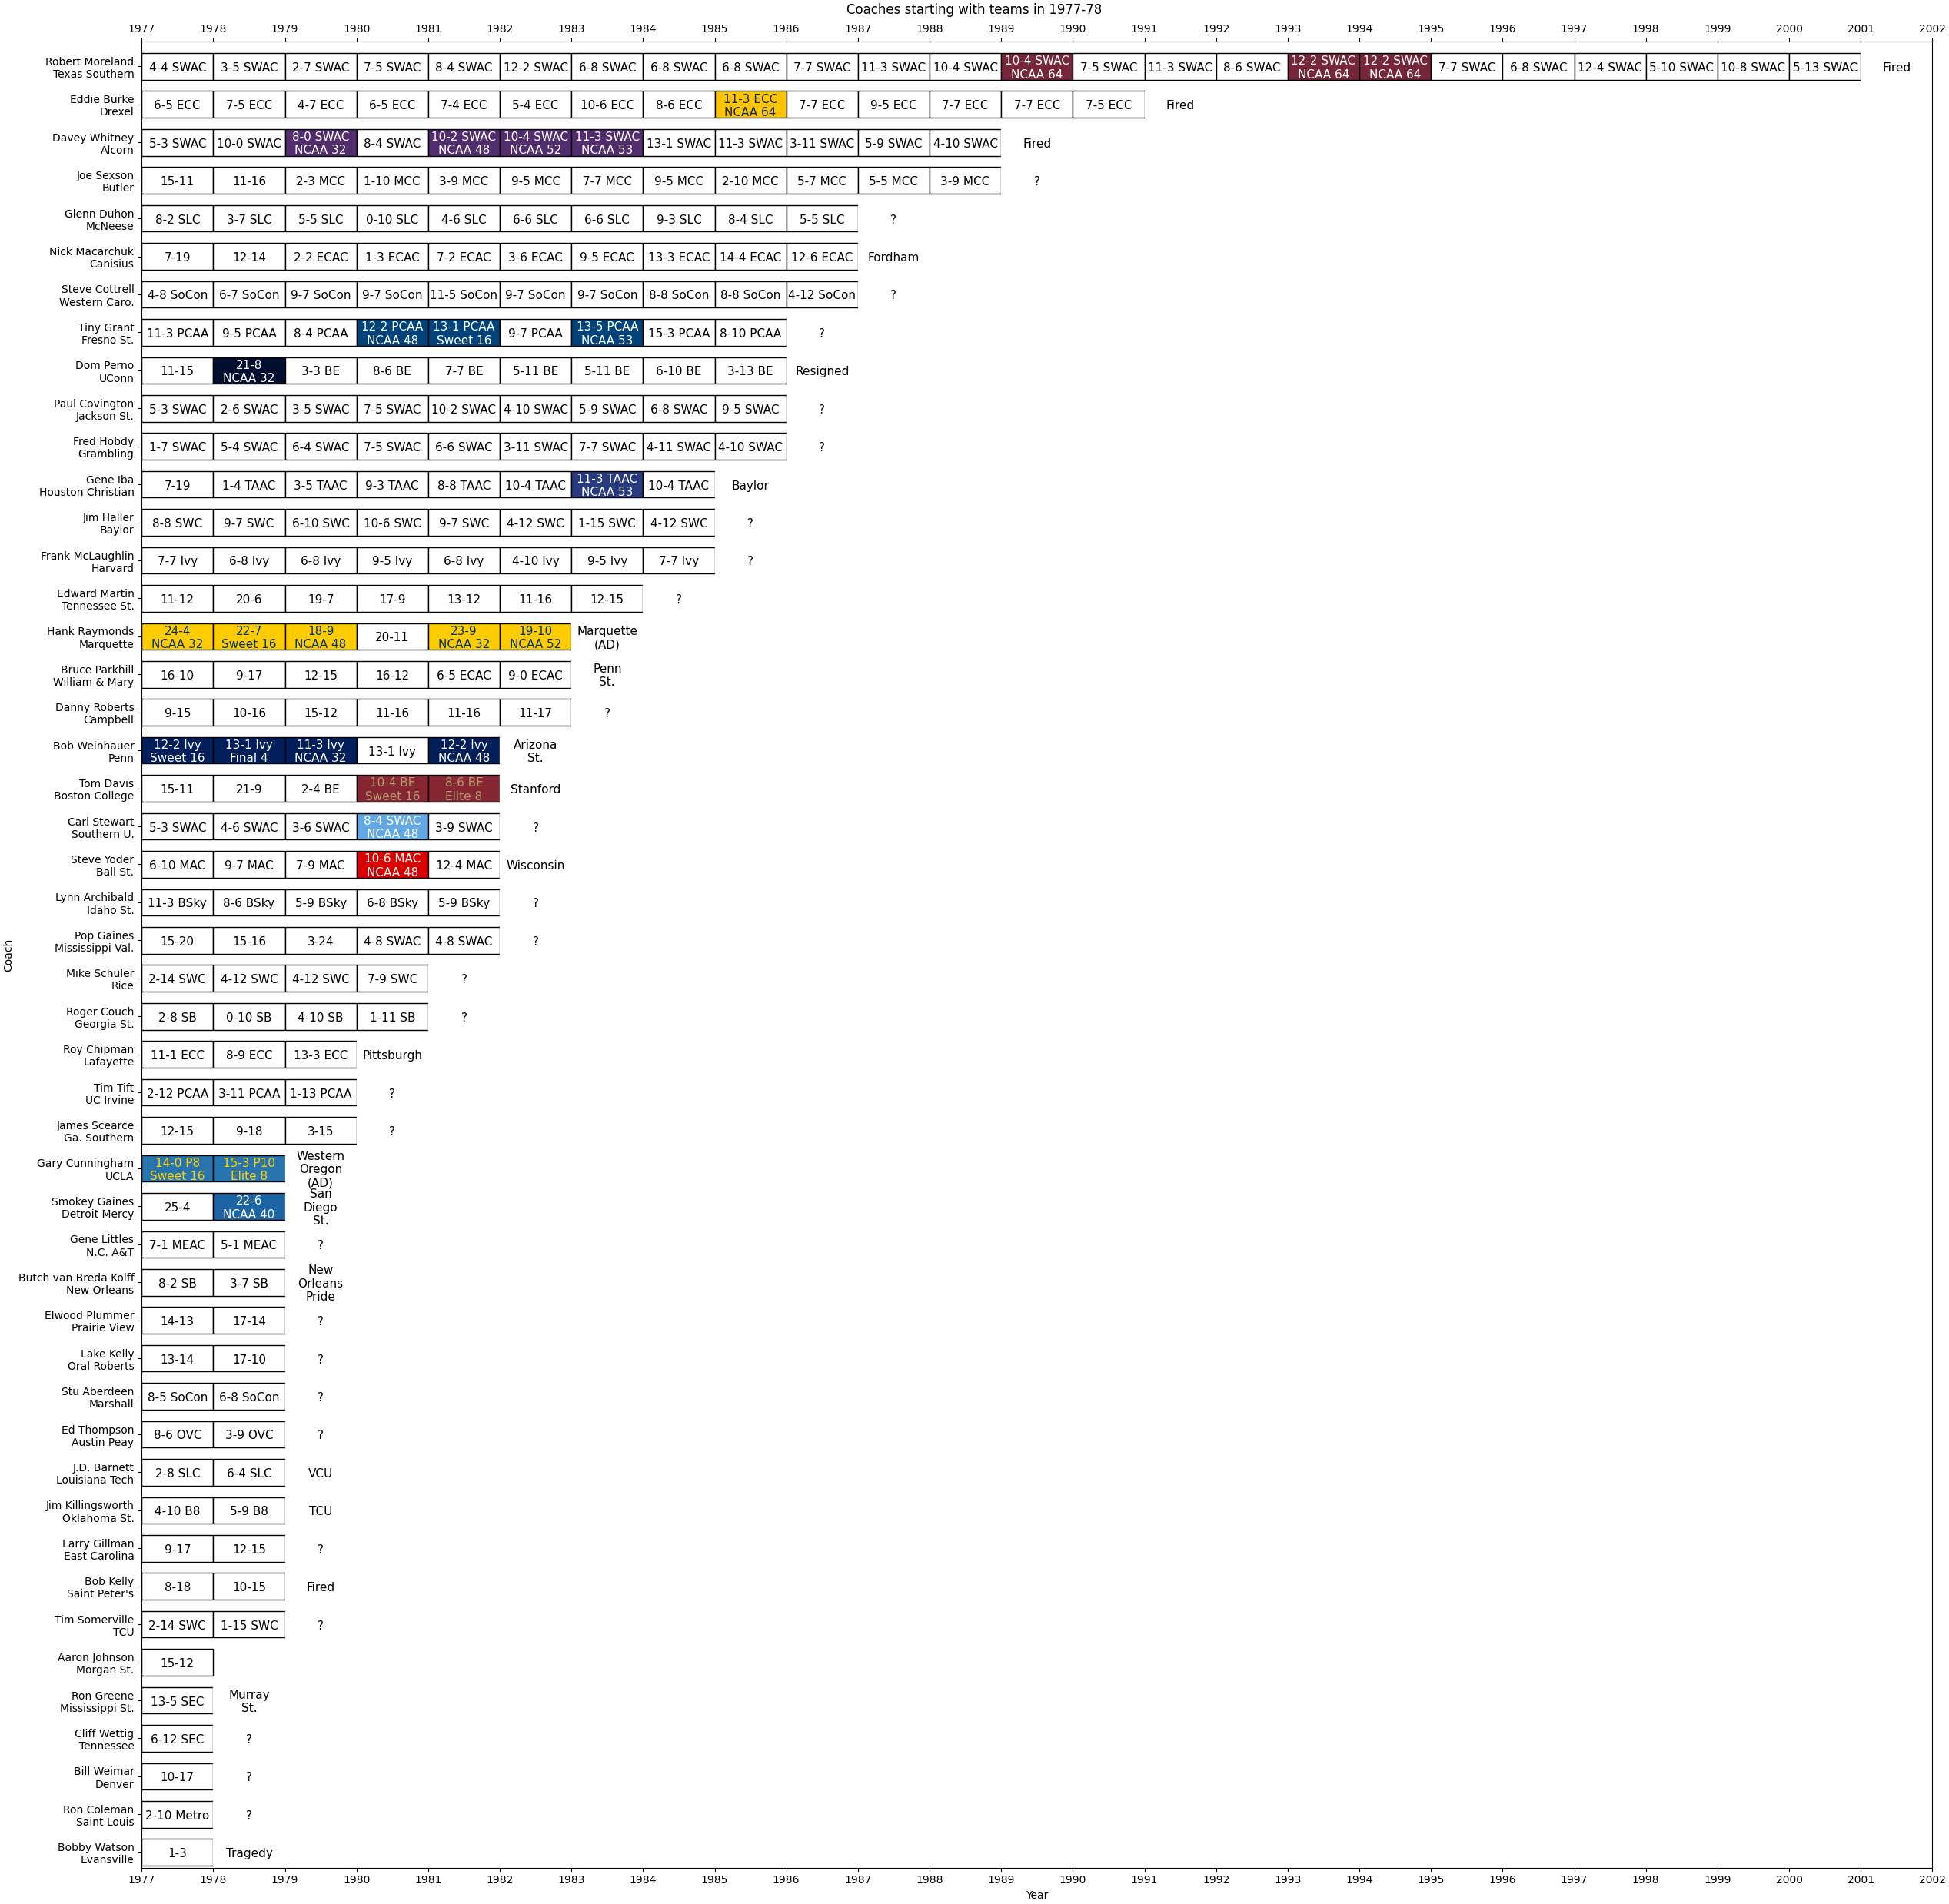 Coaches starting with teams in 1977-78
1977 1978 1979 1980 1981 1982 1983 1984 1985 1986 1987 1988 1989 1990 1991 1992 1993 1994 1995 1996 1997 1998 1999 2000 2001 2002
Robert Moreland
Texas Southern
4-4 SWAC 3-5 SWAC 2-7 SWAC 7-5 SWAC 8-4 SWAC 12-2 SWAC 6-8 SWAC 6-8 SWAC 6-8 SWAC 7-7 SWAC 11-3 SWAC 10-4 SWAC 10-4 SWAC 7-5 SWAC 11-3 SWAC 8-6 SWAC 12-2 SWAC 12-2 SWAC 7-7 SWAC 6-8 SWAC 12-4 SWAC 5-10 SWAC 10-8 SWAC 5-13 SWAC Fired
NCAA 64 NCAA 64 NCAA 64
Eddie Burke
Drexel
6-5 ECC 7-5 ECC 4-7 ECC 6-5 ECC 7-4 ECC 5-4 ECC 10-6 ECC 8-6 ECC 11-3 ECC 7-7 ECC 9-5 ECC 7-7 ECC 7-7 ECC 7-5 ECC Fired
NCAA 64
Davey Whitney
Alcorn
5-3 SWAC 10-0 SWAC 8-0 SWAC 8-4 SWAC 10-2 SWAC 10-4 SWAC 11-3 SWAC 13-1 SWAC 11-3 SWAC 3-11 SWAC 5-9 SWAC 4-10 SWAC Fired
NCAA 32 NCAA 48 NCAA 52 NCAA 53
Joe Sexson
Butler
15-11 11-16 2-3 MCC 1-10 MCC 3-9 MCC 9-5 MCC 7-7 MCC 9-5 MCC 2-10 MCC 5-7 MCC 5-5 MCC 3-9 MCC ?
Glenn Duhon
McNeese
8-2 SLC 3-7 SLC 5-5 SLC 0-10 SLC 4-6 SLC 6-6 SLC 6-6 SLC 9-3 SLC 8-4 SLC 5-5 SLC ?
Nick Macarchuk
Canisius
7-19 12-14 2-2 ECAC 1-3 ECAC 7-2 ECAC 3-6 ECAC 9-5 ECAC 13-3 ECAC 14-4 ECAC 12-6 ECAC Fordham
Steve Cottrell
Western Caro.
4-8 SoCon 6-7 SoCon 9-7 SoCon 9-7 SoCon 11-5 SoCon 9-7 SoCon 9-7 SoCon 8-8 SoCon 8-8 SoCon 4-12 SoCon ?
Tiny Grant
Fresno St.
11-3 PCAA 9-5 PCAA 8-4 PCAA 12-2 PCAA 13-1 PCAA 9-7 PCAA 13-5 PCAA 15-3 PCAA 8-10 PCAA ?
NCAA 48 Sweet 16 NCAA 53
Dom Perno
UConn
11-15 21-8 3-3 BE 8-6 BE 7-7 BE 5-11 BE 5-11 BE 6-10 BE 3-13 BE Resigned
NCAA 32
Paul Covington
Jackson St.
5-3 SWAC 2-6 SWAC 3-5 SWAC 7-5 SWAC 10-2 SWAC 4-10 SWAC 5-9 SWAC 6-8 SWAC 9-5 SWAC ?
Fred Hobdy
Grambling
1-7 SWAC 5-4 SWAC 6-4 SWAC 7-5 SWAC 6-6 SWAC 3-11 SWAC 7-7 SWAC 4-11 SWAC 4-10 SWAC ?
Gene Iba
Houston Christian
7-19 1-4 TAAC 3-5 TAAC 9-3 TAAC 8-8 TAAC 10-4 TAAC 11-3 TAAC 10-4 TAAC Baylor
NCAA 53
Jim Haller
Baylor
8-8 SWC 9-7 SWC 6-10 SWC 10-6 SWC 9-7 SWC 4-12 SWC 1-15 SWC 4-12 SWC ?
Frank McLaughlin
Harvard
7-7 Ivy 6-8 Ivy 6-8 Ivy 9-5 Ivy 6-8 Ivy 4-10 Ivy 9-5 Ivy 7-7 Ivy ?
Edward Martin
Tennessee St.
11-12 20-6 19-7 17-9 13-12 11-16 12-15 ?
Hank Raymonds
Marquette
24-4 22-7 18-9 20-11 23-9 19-10 Marquette
NCAA 32 Sweet 16 NCAA 48 NCAA 32 NCAA 52 (AD)
Bruce Parkhill
William & Mary
16-10 9-17 12-15 16-12 6-5 ECAC 9-0 ECAC Penn
St.
Danny Roberts
Campbell
9-15 10-16 15-12 11-16 11-16 11-17 ?
Bob Weinhauer
Penn
12-2 Ivy 13-1 Ivy 11-3 Ivy 13-1 Ivy 12-2 Ivy Arizona
Sweet 16 Final 4 NCAA 32 NCAA 48 St.
Tom Davis
Boston College
15-11 21-9 2-4 BE 10-4 BE 8-6 BE Stanford
Sweet 16 Elite 8
Carl Stewart
Southern U.
5-3 SWAC 4-6 SWAC 3-6 SWAC 8-4 SWAC 3-9 SWAC ?
NCAA 48
Steve Yoder
Ball St.
6-10 MAC 9-7 MAC 7-9 MAC 10-6 MAC 12-4 MAC Wisconsin
NCAA 48
Lynn Archibald
Idaho St.
11-3 BSky 8-6 BSky 5-9 BSky 6-8 BSky 5-9 BSky ?
Pop Gaines
Mississippi Val.
15-20 15-16 3-24 4-8 SWAC 4-8 SWAC ?
Coach
Mike Schuler
Rice
2-14 SWC 4-12 SWC 4-12 SWC 7-9 SWC ?
Roger Couch
Georgia St.
2-8 SB 0-10 SB 4-10 SB 1-11 SB ?
Roy Chipman
Lafayette
11-1 ECC 8-9 ECC 13-3 ECC Pittsburgh
Tim Tift
UC Irvine
2-12 PCAA 3-11 PCAA 1-13 PCAA ?
James Scearce
Ga. Southern
12-15 9-18 3-15 ?
Gary Cunningham
UCLA
14-0 P8 15-3 P10 Western
Sweet 16 Elite 8 Oregon
(AD)
Smokey Gaines
Detroit Mercy
25-4 22-6 San
NCAA 40 Diego
St.
Gene Littles
N.C. A&T
7-1 MEAC 5-1 MEAC ?
Butch van Breda Kolff
New Orleans
8-2 SB 3-7 SB New
Orleans
Pride
Elwood Plummer
Prairie View
14-13 17-14 ?
Lake Kelly
Oral Roberts
13-14 17-10 ?
Stu Aberdeen
Marshall
8-5 SoCon 6-8 SoCon ?
Ed Thompson
Austin Peay
8-6 OVC 3-9 OVC ?
J.D. Barnett
Louisiana Tech
2-8 SLC 6-4 SLC VCU
Jim Killingsworth
Oklahoma St.
4-10 B8 5-9 B8 TCU
Larry Gillman
East Carolina
9-17 12-15 ?
Bob Kelly
Saint Peter's
8-18 10-15 Fired
Tim Somerville
TCU
2-14 SWC 1-15 SWC ?
Aaron Johnson
Morgan St.
15-12
Ron Greene
Mississippi St.
13-5 SEC Murray
St.
Cliff Wettig
Tennessee
6-12 SEC ?
Bill Weimar
Denver
10-17 ?
Ron Coleman
Saint Louis
2-10 Metro ?
Bobby Watson
Evansville
1-3 Tragedy
1977 1978 1979 1980 1981 1982 1983 1984 1985 1986 1987 1988 1989 1990 1991 1992 1993 1994 1995 1996 1997 1998 1999 2000 2001 2002
Year